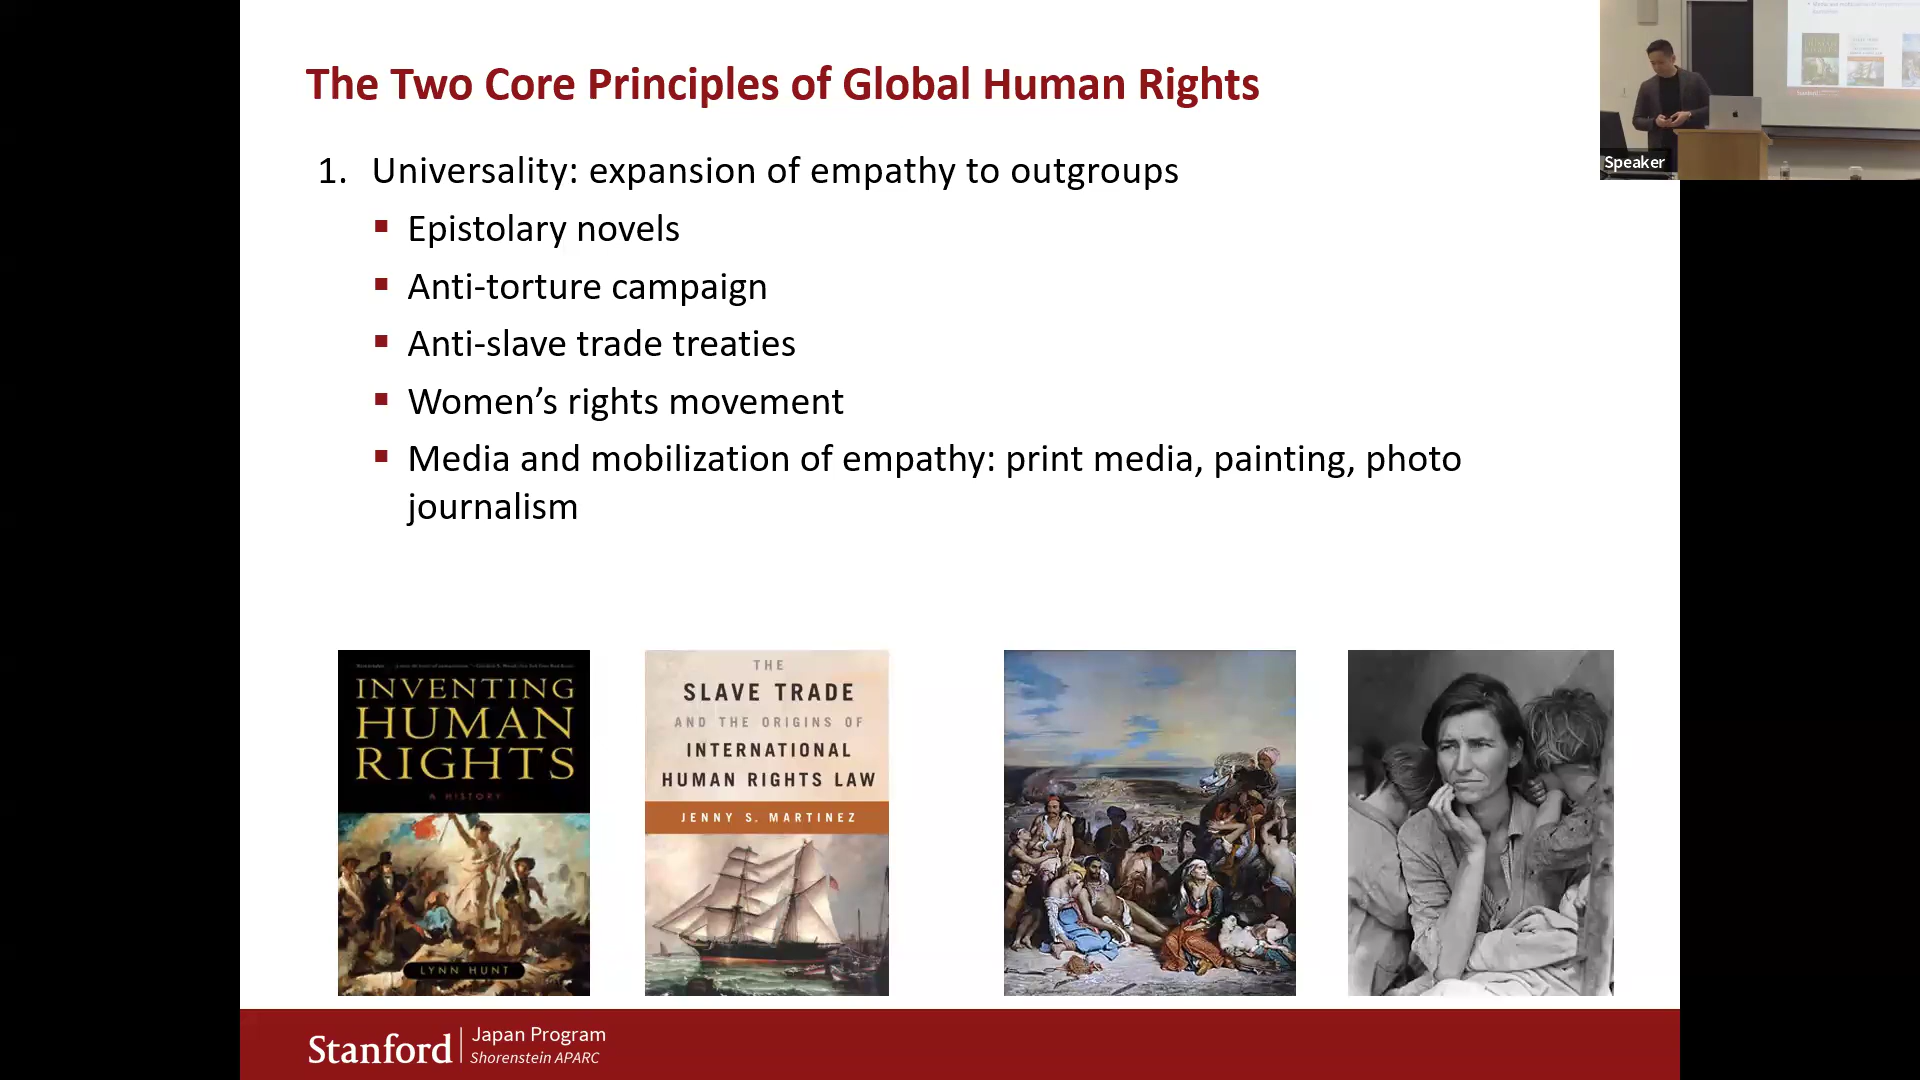 The Two Core Principles of Global Human Rights
1. Universality: expansion of empathy to outgroups
Epistolary novels
Anti-torture campaign
Anti-slave trade treaties
Women’s rights movement
Media and mobilization of empathy: print media, painting, photo
journalism
INVENTING
HUMAN
RIGHTS
A HISTORY
LYNN HUNT
THE
SLAVE TRADE
AND THE ORIGINS OF
INTERNATIONAL
HUMAN RIGHTS LAW
JENNY S. MARTINEZ
Stanford
Japan Program
Shorenstein APARC
Speaker